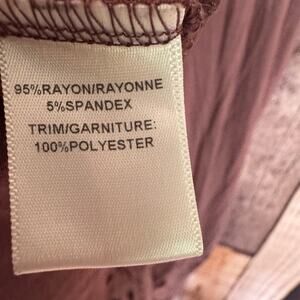 95%RAYON/RAYONNE
5%SPANDEX
TRIM/GARNITURE:
100%POLYESTER